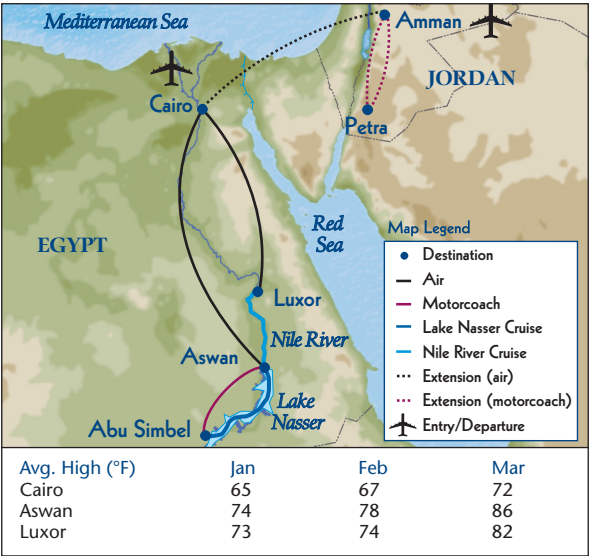 Mediterranean Sea
Amman
JORDAN
Cairo
Petra
Red
Sea
EGYPT
Map Legend
Destination
Air
Motorcoach
Lake Nasser Cruise
Nile River Cruise
Extension (air)
Extension (motorcoach)
Entry/Departure
Luxor
Nile River
Aswan
Lake
Nasser
Abu Simbel
Avg. High (°F) Jan Feb Mar
Cairo 65 67 72
Aswan 74 78 86
Luxor 73 74 82